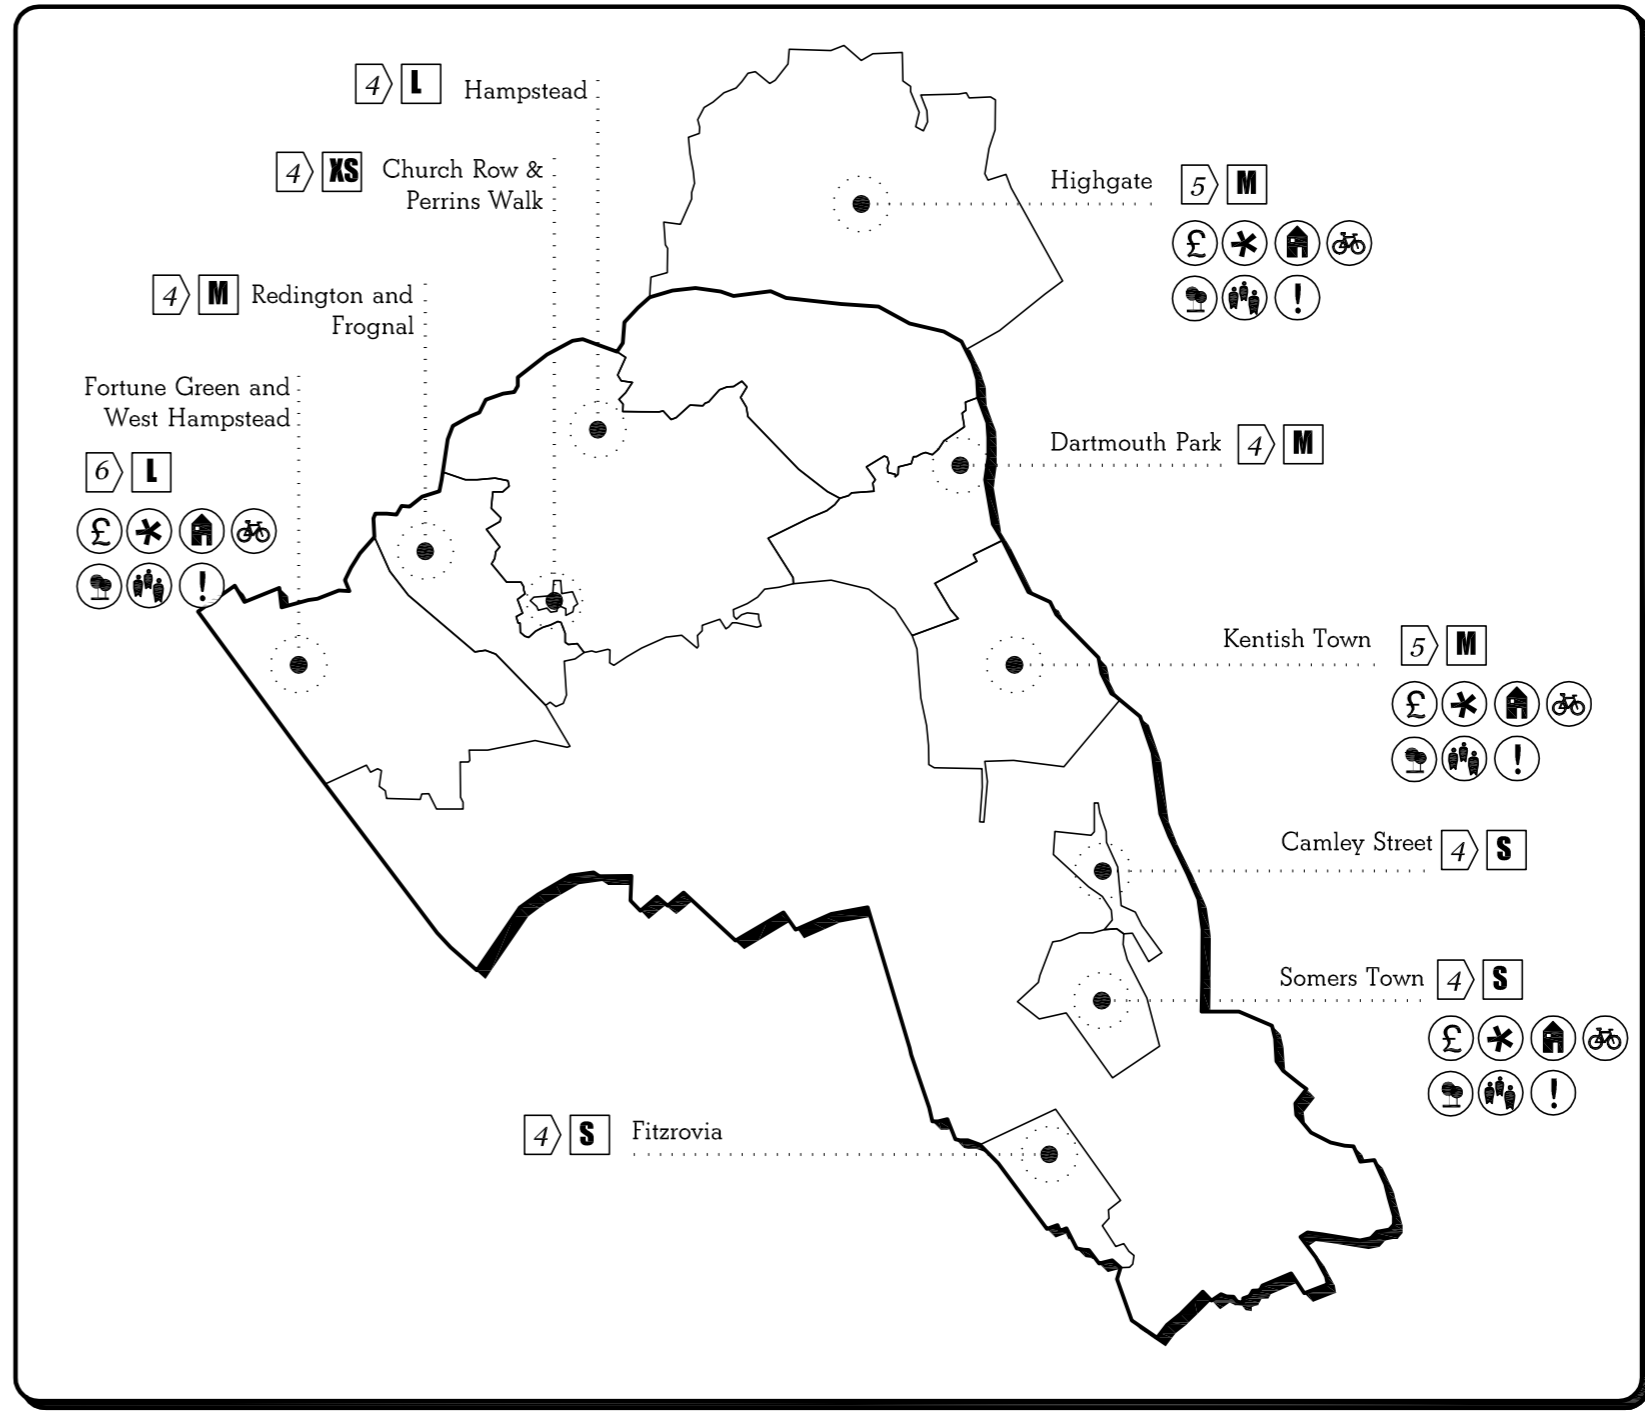 4 L Hampstead
4 XS Church Row &
Perrins Walk
Highgate 5 M
£ * !
4 M Redington and
Frognal
Fortune Green and
West Hampstead
6 L
£ *
!
Dartmouth Park 4 M
Kentish Town 5 M
£ *
!
Camley Street 4 S
Somers Town 4 S
£ *
!
4 S Fitzrovia